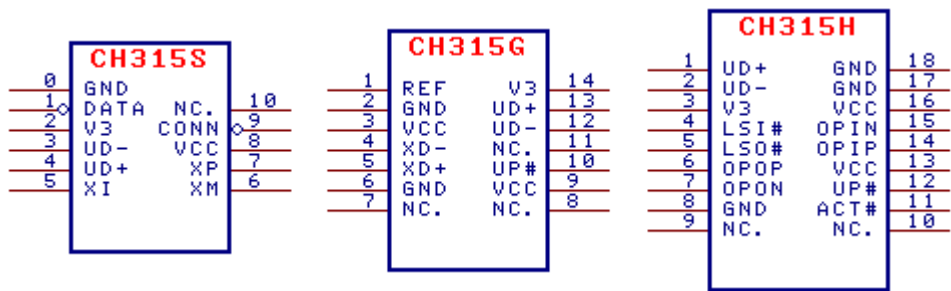 CH315S
0 GND
1 DATA NC. 10
2 V3 CONN 9
3 UD- VCC 8
4 UD+ XP 7
5 XI XM 6
CH315G
1 REF V3 14
2 GND UD+ 13
3 VCC UD- 12
4 XD- NC. 11
5 XD+ UP# 10
6 GND VCC 9
7 NC. 8
CH315H
1 UD+ GND 18
2 UD- GND 17
3 V3 VCC 16
4 LSI# OPIN 15
5 LSO# OPIP 14
6 OPOP VCC 13
7 OPON UP# 12
8 GND ACT# 11
9 NC. NC. 10